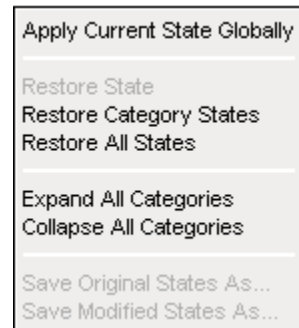 Apply Current State Globally
Restore State
Restore Category States
Restore All States
Expand All Categories
Collapse All Categories
Save Original States As...
Save Modified States As...